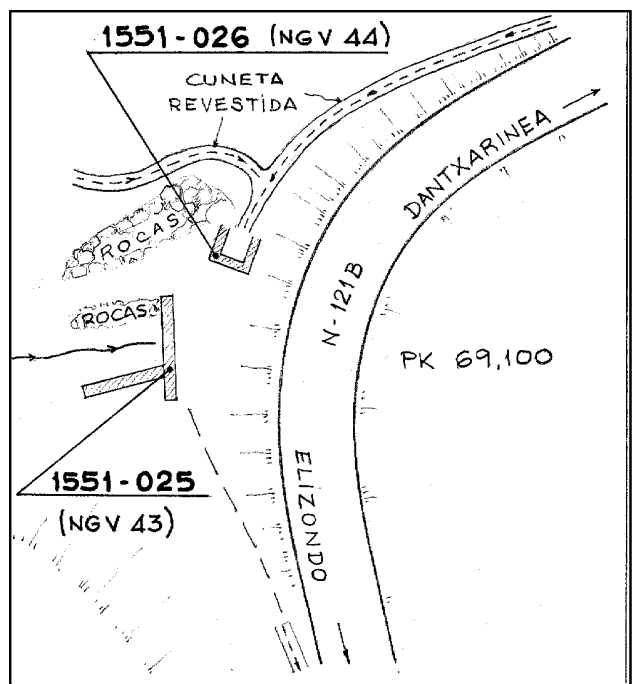 1551-026 (NGV 44)
CUNETA
REVESTIDA
DANTXARINEA
ROCAS
N-121B
ROCAS
PK 69,100
ELIZONDO
1551-025
(NGV 43)